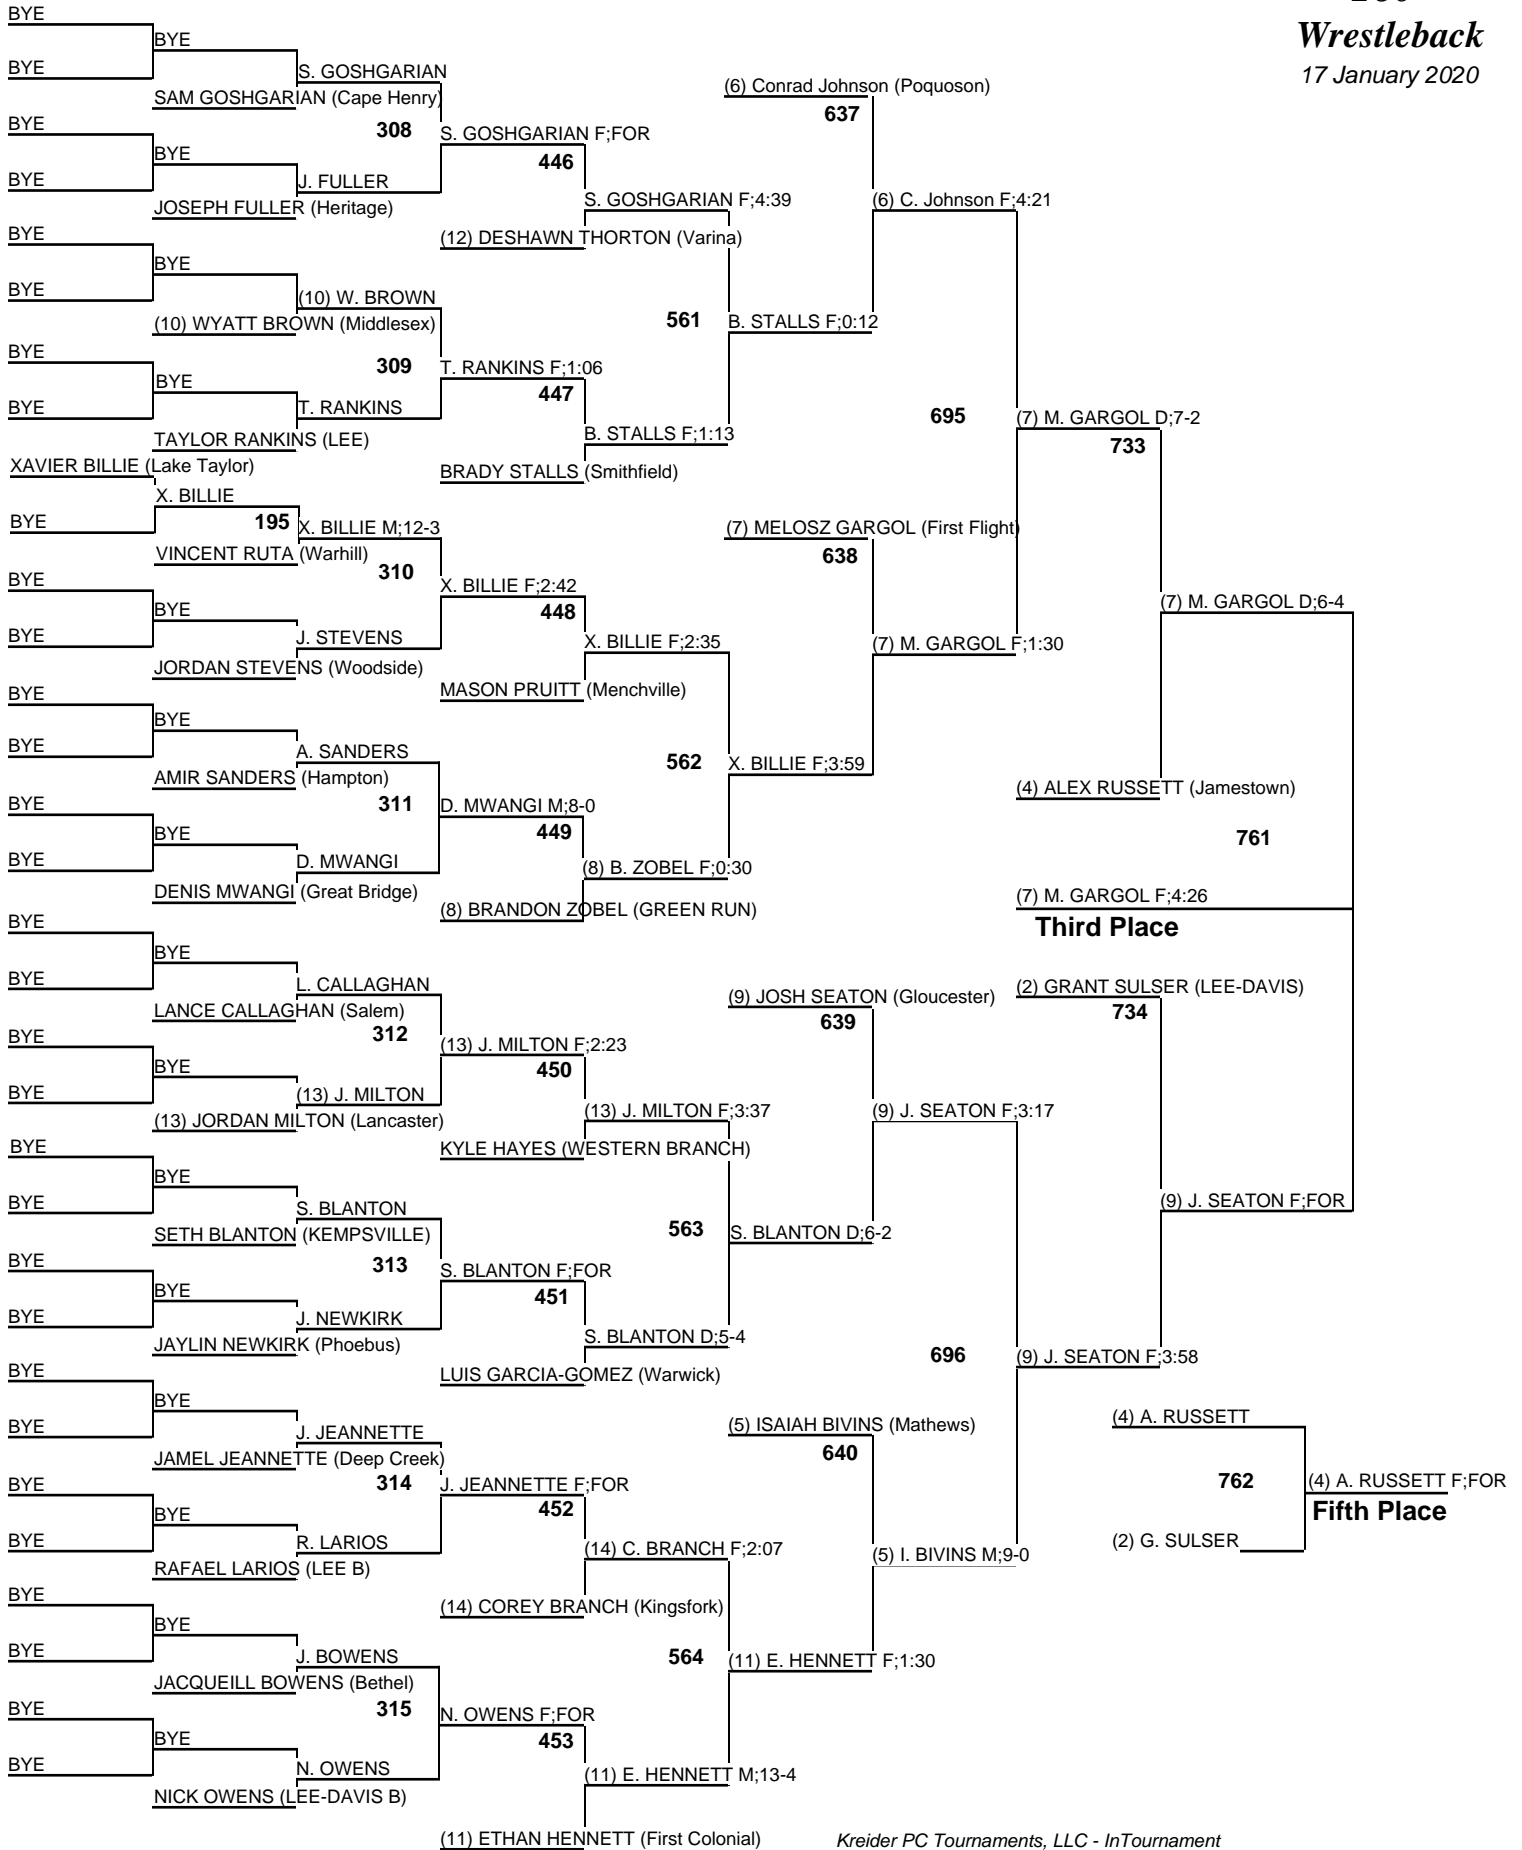 Wrestleback
17 January 2020
BYE
BYE
BYE
S. GOSHGARIAN
SAM GOSHGARIAN (Cape Henry)
(6) Conrad Johnson (Poquoson)
637
308
BYE
S. GOSHGARIAN F;FOR
BYE
446
BYE
J. FULLER
JOSEPH FULLER (Heritage)
S. GOSHGARIAN F;4:39
(6) C. Johnson F;4:21
BYE
(12) DESHAWN THORTON (Varina)
BYE
BYE
(10) W. BROWN
(10) WYATT BROWN (Middlesex)
561
B. STALLS F;0:12
BYE
309
T. RANKINS F;1:06
BYE
447
BYE
T. RANKINS
695
(7) M. GARGOL D;7-2
TAYLOR RANKINS (LEE)
B. STALLS F;1:13
733
XAVIER BILLIE (Lake Taylor)
BRADY STALLS (Smithfield)
X. BILLIE
BYE
195
X. BILLIE M;12-3
(7) MELOSZ GARGOL (First Flight)
VINCENT RUTA (Warhill)
638
310
BYE
X. BILLIE F;2:42
BYE
448
(7) M. GARGOL D;6-4
BYE
J. STEVENS
X. BILLIE F;2:35
(7) M. GARGOL F;1:30
JORDAN STEVENS (Woodside)
BYE
MASON PRUITT (Menchville)
BYE
BYE
A. SANDERS
562
X. BILLIE F;3:59
AMIR SANDERS (Hampton)
(4) ALEX RUSSETT (Jamestown)
BYE
311
D. MWANGI M;8-0
BYE
449
761
BYE
D. MWANGI
(8) B. ZOBEL F;0:30
DENIS MWANGI (Great Bridge)
(7) M. GARGOL F;4:26
(8) BRANDON ZOBEL (GREEN RUN)
BYE
Third Place
BYE
BYE
L. CALLAGHAN
(9) JOSH SEATON (Gloucester)
(2) GRANT SULSER (LEE-DAVIS)
LANCE CALLAGHAN (Salem)
639
734
312
BYE
(13) J. MILTON F;2:23
BYE
450
BYE
(13) J. MILTON
(13) JORDAN MILTON (Lancaster)
(13) J. MILTON F;3:37
(9) J. SEATON F;3:17
BYE
KYLE HAYES (WESTERN BRANCH)
BYE
BYE
S. BLANTON
(9) J. SEATON F;FOR
SETH BLANTON (KEMPSVILLE)
563
S. BLANTON D;6-2
BYE
313
S. BLANTON F;FOR
BYE
451
BYE
J. NEWKIRK
JAYLIN NEWKIRK (Phoebus)
S. BLANTON D;5-4
696
(9) J. SEATON F;3:58
BYE
LUIS GARCIA-GOMEZ (Warwick)
BYE
BYE
J. JEANNETTE
(5) ISAIAH BIVINS (Mathews)
(4) A. RUSSETT
JAMEL JEANNETTE (Deep Creek)
640
BYE
314
J. JEANNETTE F;FOR
762
(4) A. RUSSETT F;FOR
BYE
452
Fifth Place
BYE
R. LARIOS
(14) C. BRANCH F;2:07
(5) I. BIVINS M;9-0
(2) G. SULSER
RAFAEL LARIOS (LEE B)
BYE
(14) COREY BRANCH (Kingsfork)
BYE
BYE
J. BOWENS
564
(11) E. HENNETT F;1:30
JACQUEILL BOWENS (Bethel)
BYE
315
N. OWENS F;FOR
BYE
453
BYE
N. OWENS
(11) E. HENNETT M;13-4
NICK OWENS (LEE-DAVIS B)
(11) ETHAN HENNETT (First Colonial)
Kreider PC Tournaments, LLC - InTournament